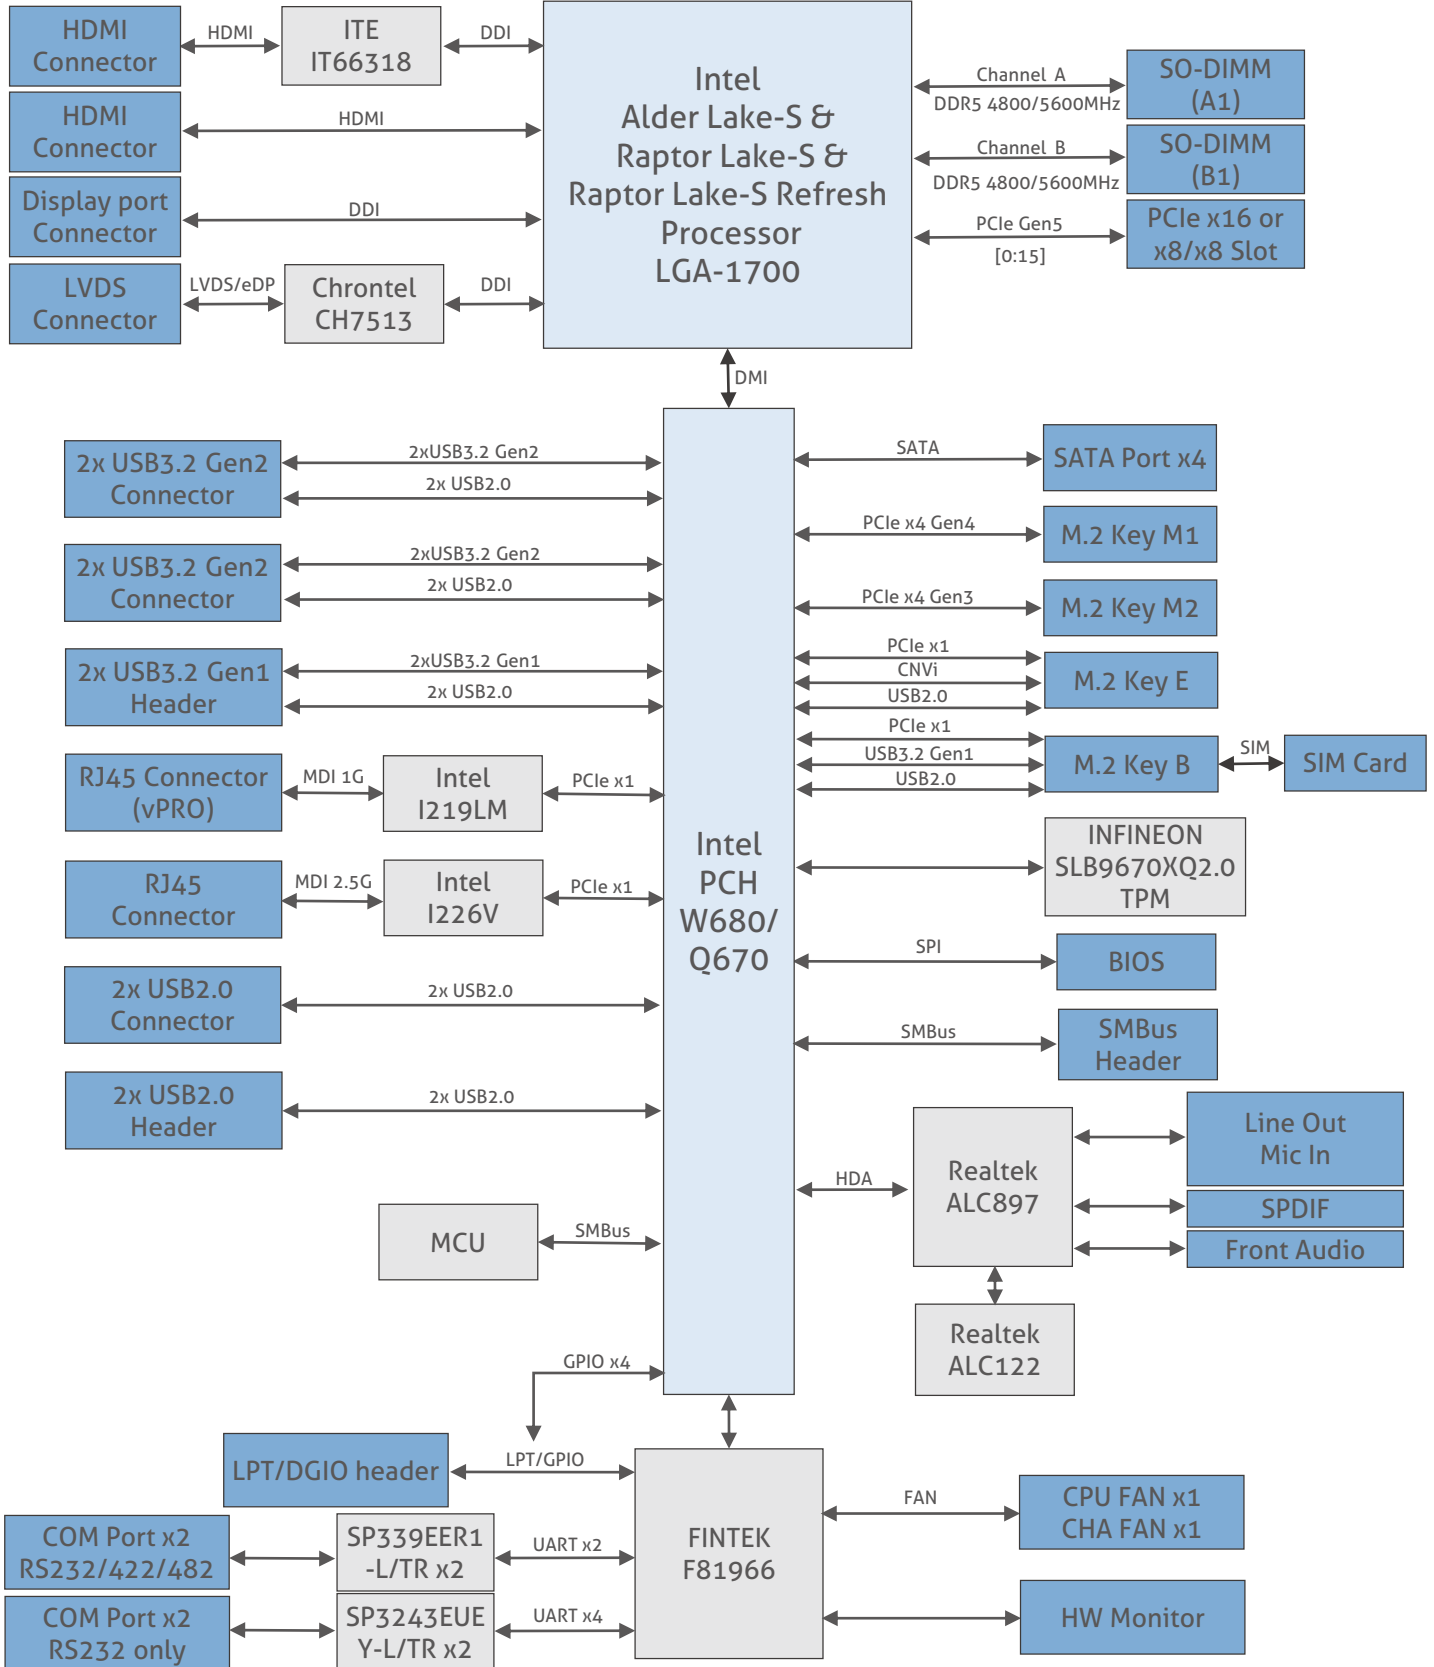 HDMI
Connector
HDMI
ITE
IT66318
DDI
HDMI
Connector
HDMI
Display port
Connector
DDI
LVDS
Connector
LVDS/eDP
Chrontel
CH7513
DDI
Intel
Alder Lake-S &
Raptor Lake-S &
Raptor Lake-S Refresh
Processor
LGA-1700
Channel A
DDR5 4800/5600MHz
SO-DIMM
(A1)
Channel B
DDR5 4800/5600MHz
SO-DIMM
(B1)
PCIe Gen5
[0:15]
PCIe x16 or
x8/x8 Slot
DMI
2x USB3.2 Gen2
Connector
2xUSB3.2 Gen2
2x USB2.0
2x USB3.2 Gen2
Connector
2xUSB3.2 Gen2
2x USB2.0
2x USB3.2 Gen1
Header
2xUSB3.2 Gen1
2x USB2.0
RJ45 Connector
(vPRO)
MDI 1G
Intel
I219LM
PCIe x1
RJ45
Connector
MDI 2.5G
Intel
I226V
PCIe x1
2x USB2.0
Connector
2x USB2.0
2x USB2.0
Header
2x USB2.0
MCU
SMBus
Intel
PCH
W680/
Q670
SATA
SATA Port x4
PCIe x4 Gen4
M.2 Key M1
PCIe x4 Gen3
M.2 Key M2
PCIe x1
CNVi
USB2.0
M.2 Key E
PCIe x1
USB3.2 Gen1
USB2.0
M.2 Key B
SIM
SIM Card
INFINEON
SLB9670XQ2.0
TPM
SPI
BIOS
SMBus
SMBus
Header
HDA
Realtek
ALC897
Line Out
Mic In
SPDIF
Front Audio
Realtek
ALC122
GPIO x4
LPT/DGIO header
LPT/GPIO
COM Port x2
RS232/422/482
SP339EER1
-L/TR x2
UART x2
COM Port x2
RS232 only
SP3243EUE
Y-L/TR x2
UART x4
FINTEK
F81966
FAN
CPU FAN x1
CHA FAN x1
HW Monitor